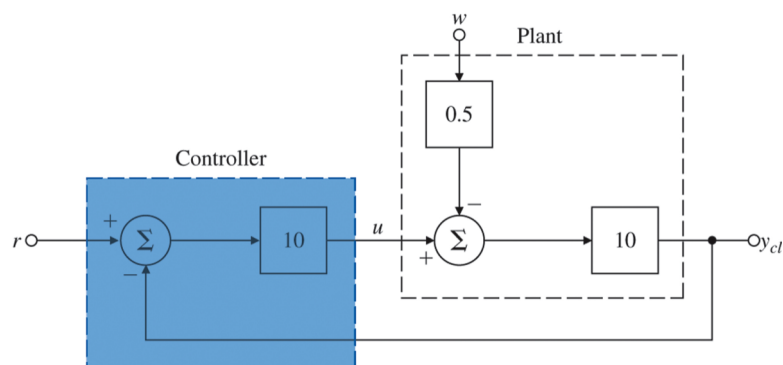 w
Plant
0.5
Controller
−
+
r
Σ
10
u
Σ
10
y_cl
−
+